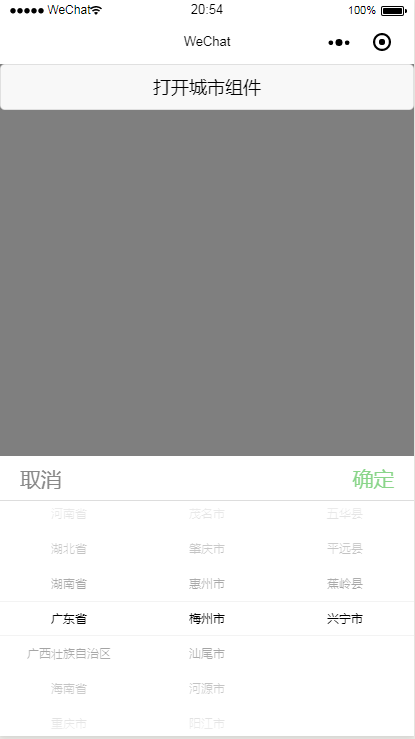 WeChat 20:54 100%
WeChat
打开城市组件
取消 确定
河南省 茂名市 五华县
湖北省 肇庆市 平远县
湖南省 惠州市 蕉岭县
广东省 梅州市 兴宁市
广西壮族自治区 汕尾市
海南省 河源市
重庆市 阳江市